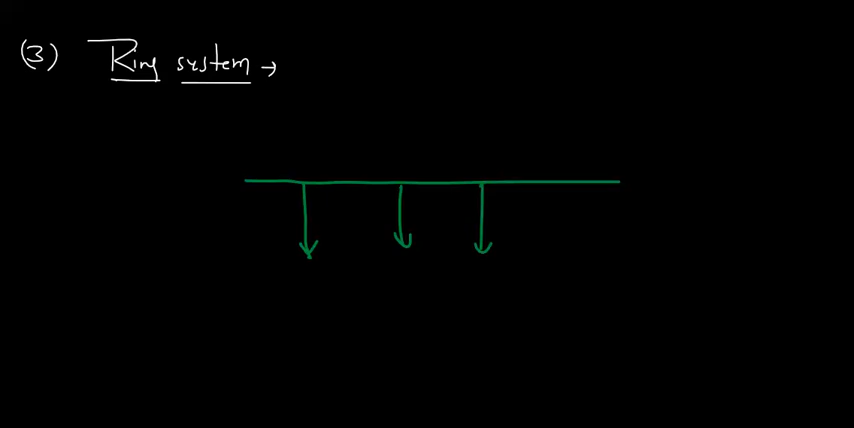 (3) Ring system →